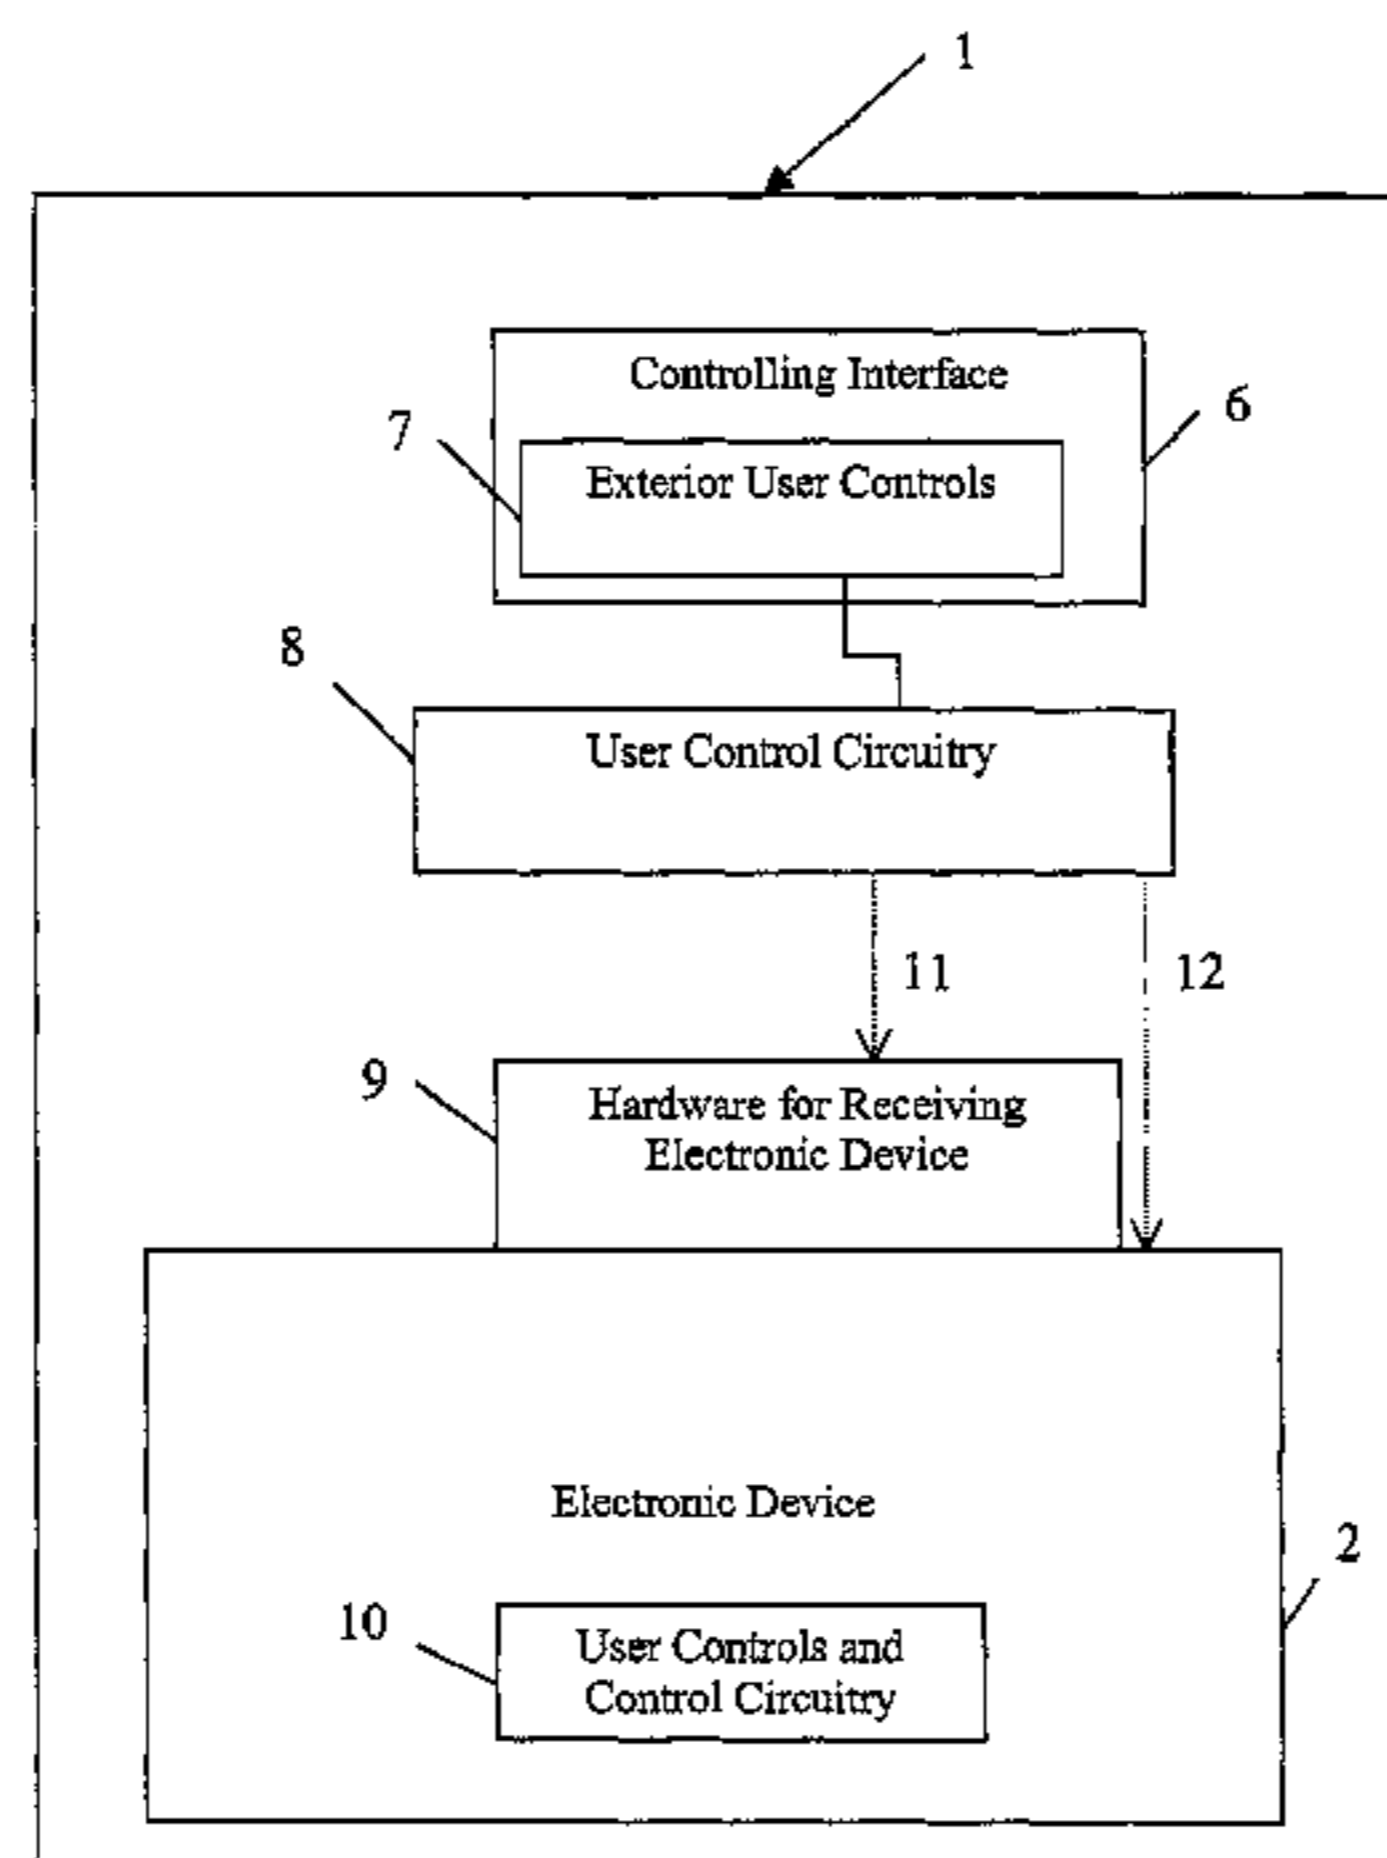 1
Controlling Interface
6
7
Exterior User Controls
8
User Control Circuitry
11
12
9
Hardware for Receiving
Electronic Device
Electronic Device
2
10
User Controls and
Control Circuitry